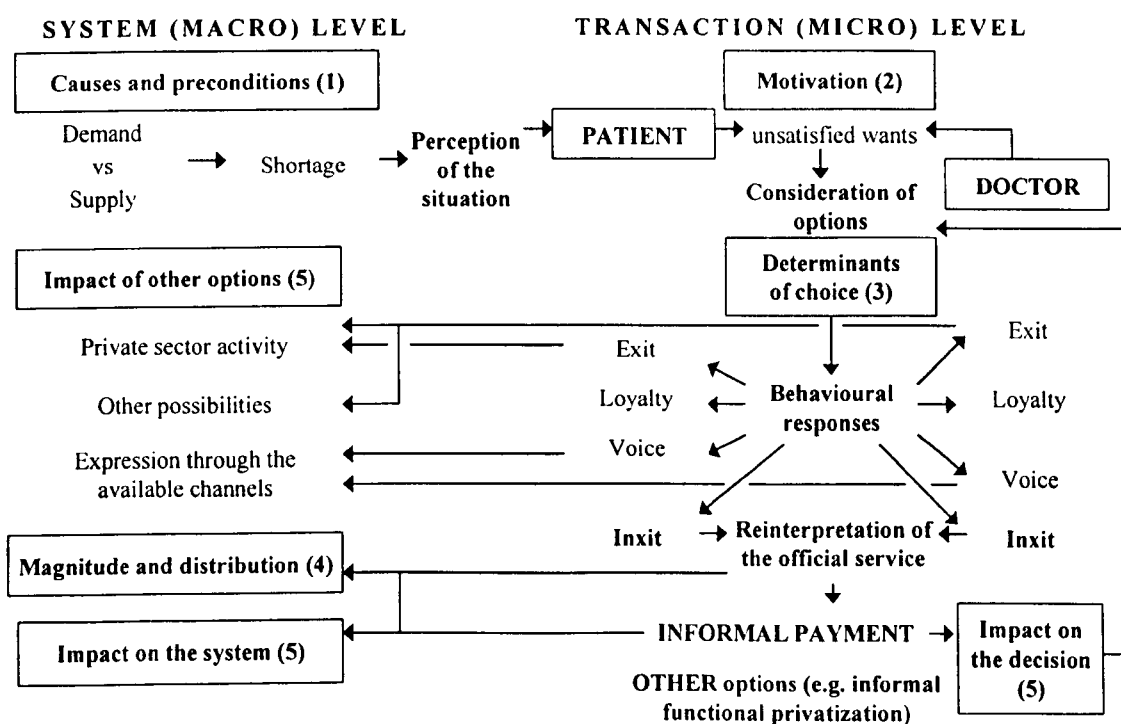 SYSTEM (MACRO) LEVEL
TRANSACTION (MICRO) LEVEL
Causes and preconditions (1)
Motivation (2)
Demand
vs
Supply
Shortage
Perception
of the
situation
PATIENT
unsatisfied wants
DOCTOR
Consideration of
options
Impact of other options (5)
Determinants
of choice (3)
Private sector activity
Exit
Exit
Other possibilities
Loyalty
Behavioural
responses
Loyalty
Expression through the
available channels
Voice
Voice
Inxit
Reinterpretation of
the official service
Inxit
Magnitude and distribution (4)
Impact on the system (5)
INFORMAL PAYMENT
Impact on
the decision
(5)
OTHER options (e.g. informal
functional privatization)